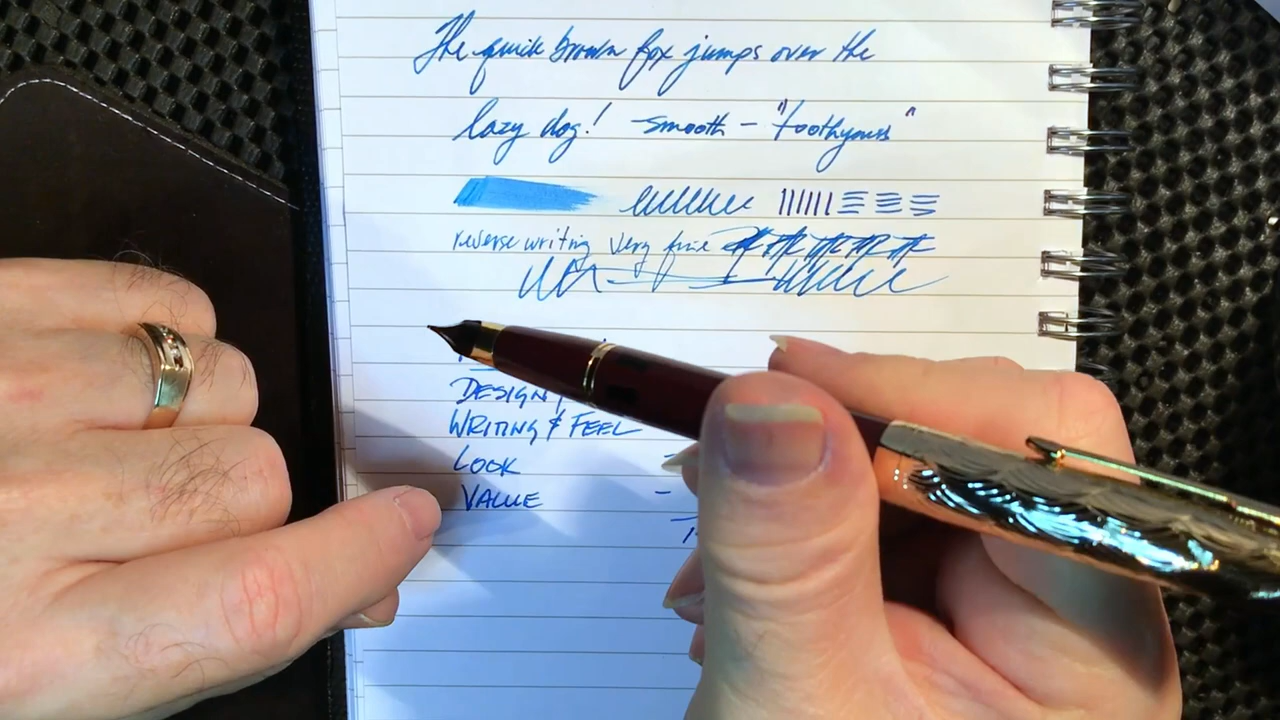 The quick brown fox jumps over the
lazy dog! smooth - "toothyness"
reverse writing very fine
DESIGN
WRITING & FEEL
LOOK
VALUE -